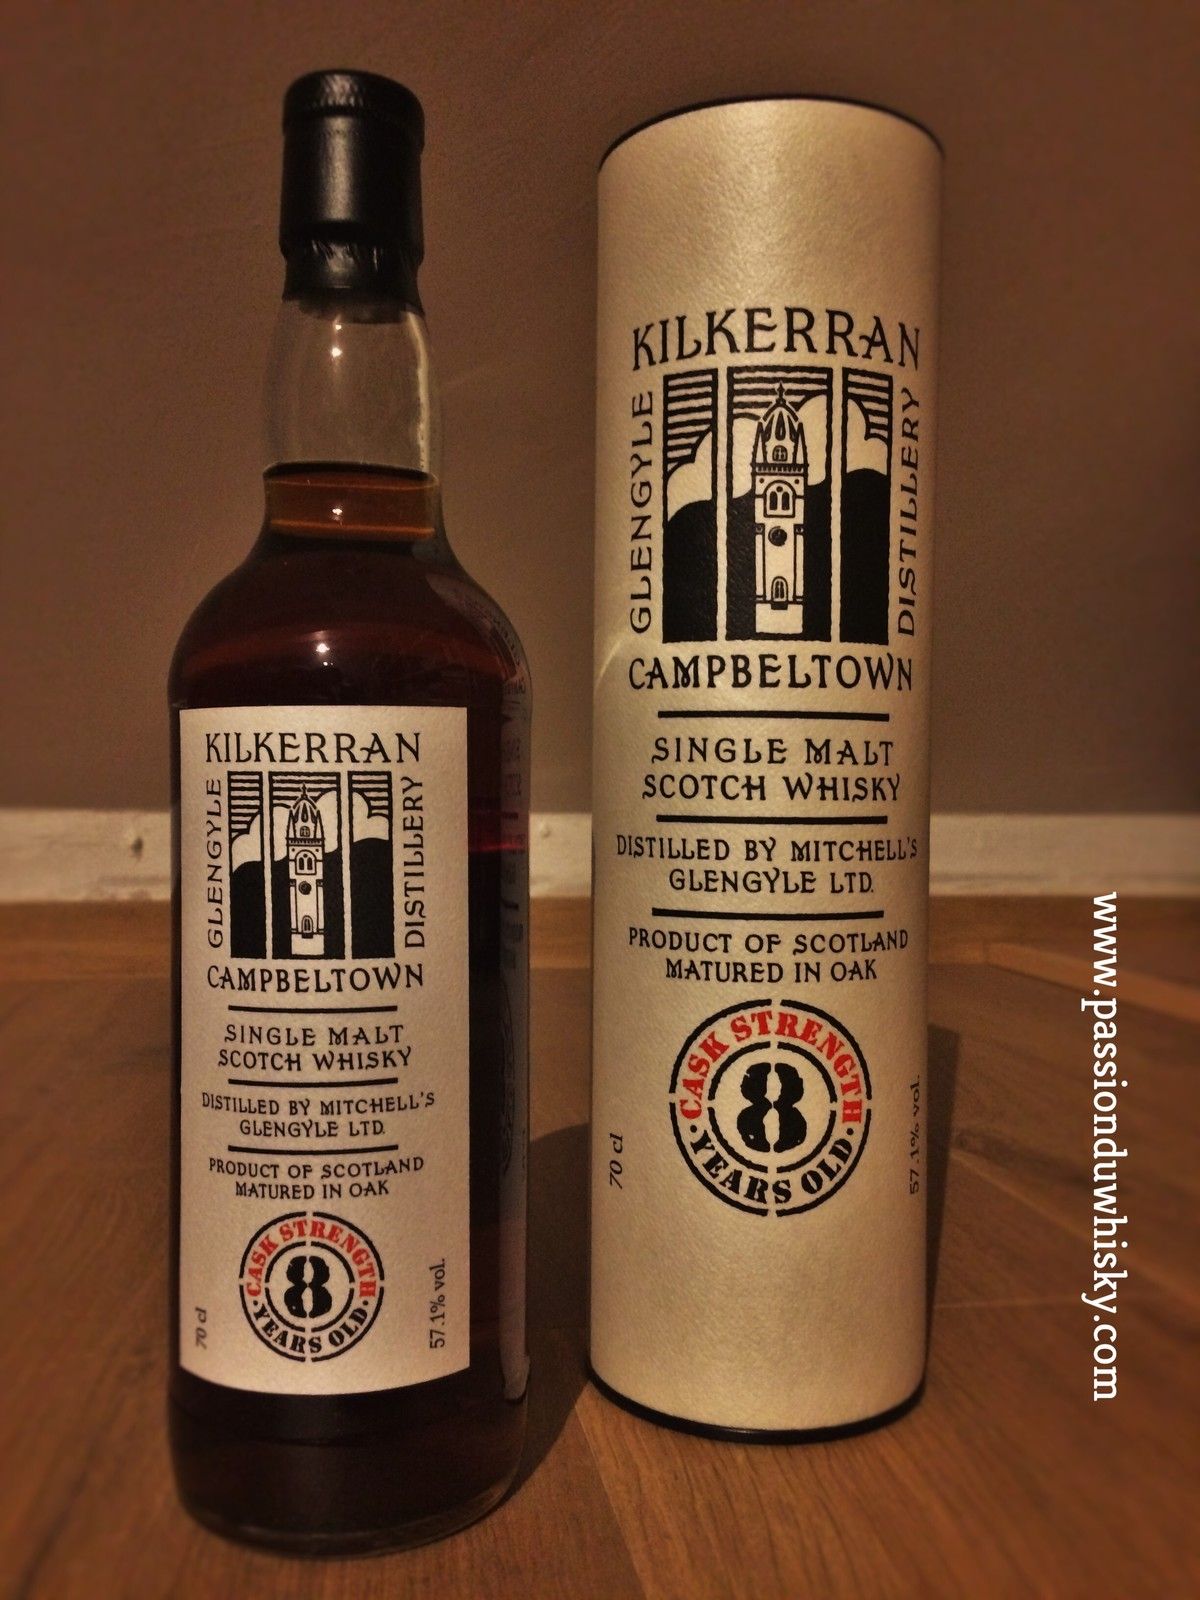 KILKERRAN
GLENGYLE
DISTILLERY
CAMPBELTOWN
SINGLE MALT
SCOTCH WHISKY
DISTILLED BY MITCHELL'S
GLENGYLE LTD.
PRODUCT OF SCOTLAND
MATURED IN OAK
CASK STRENGTH
8
·YEARS OLD·
70 cl
57.1% vol.
KILKERRAN
GLENGYLE
DISTILLERY
CAMPBELTOWN
SINGLE MALT
SCOTCH WHISKY
DISTILLED BY MITCHELL'S
GLENGYLE LTD.
PRODUCT OF SCOTLAND
MATURED IN OAK
CASK STRENGTH
8
·YEARS OLD·
70 cl
57.1% vol.
www.passionduwhisky.com